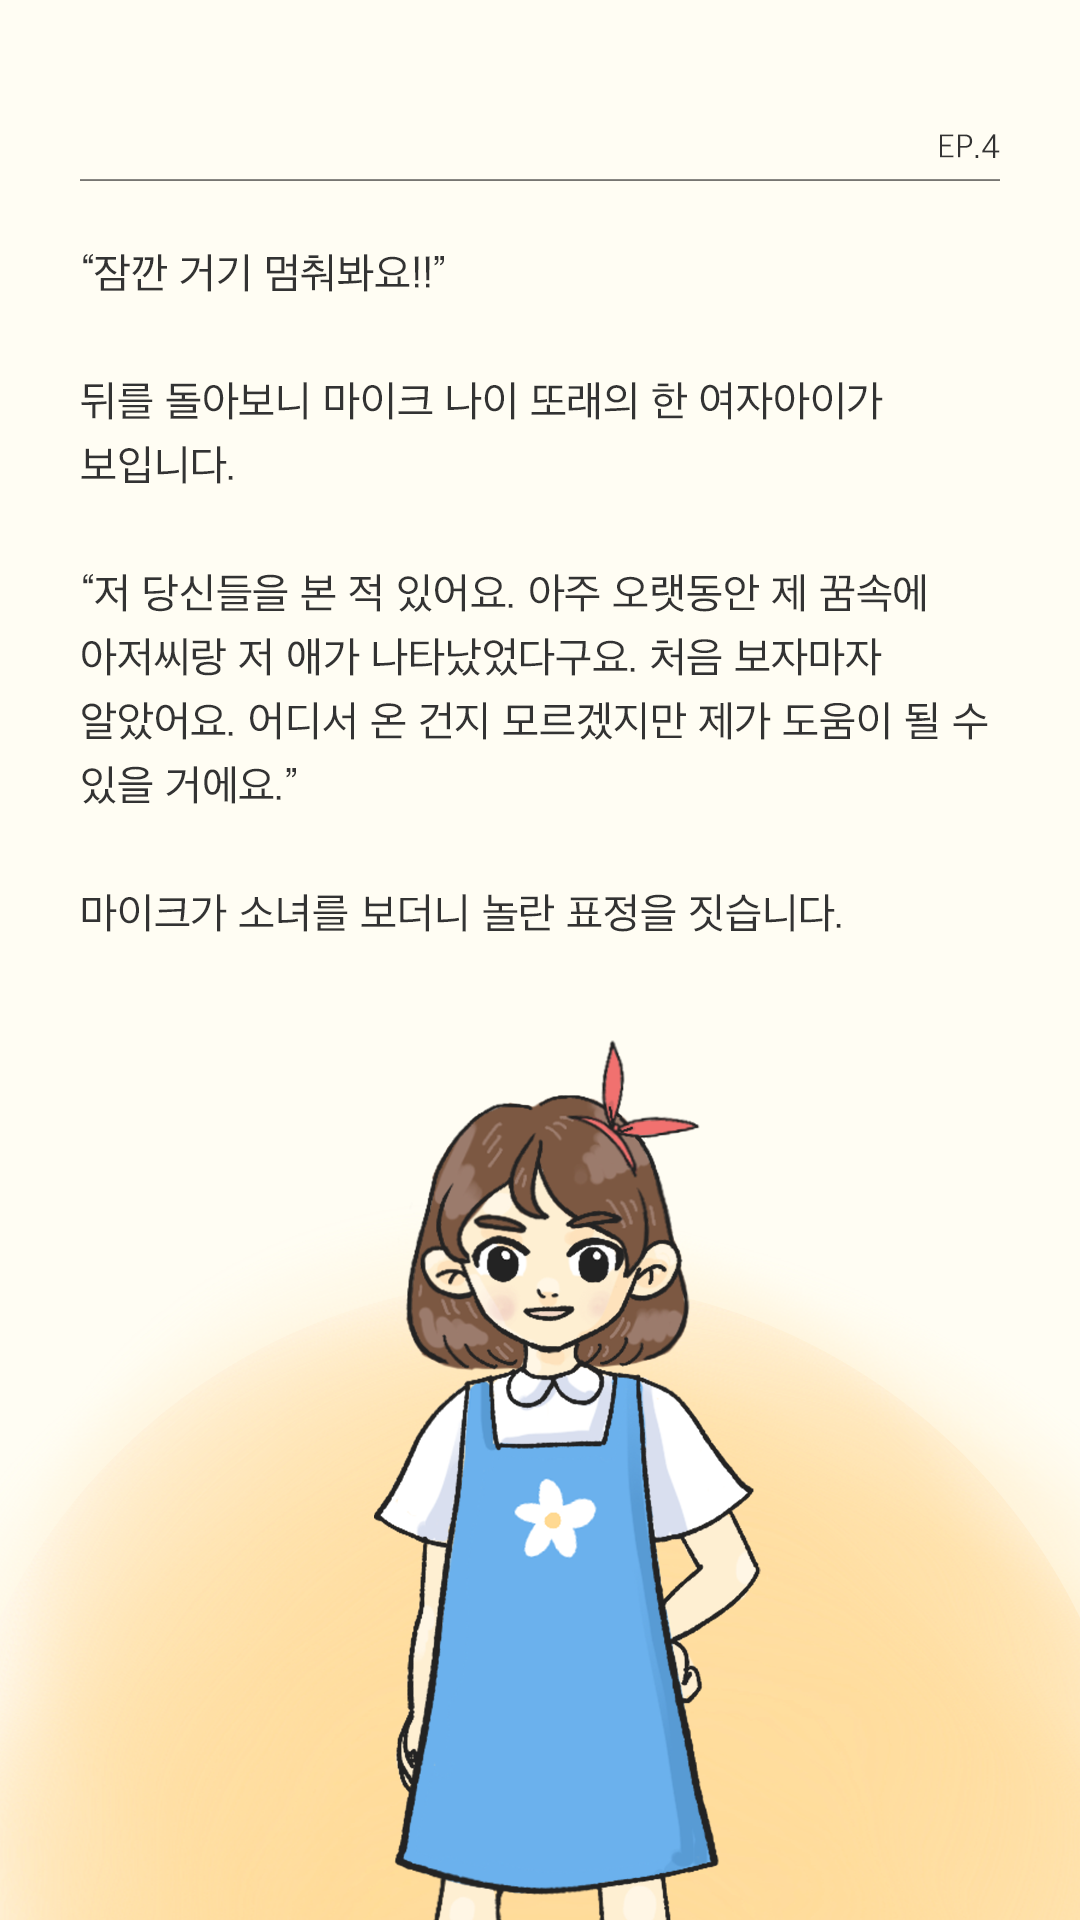 EP.4
“잠깐 거기 멈춰봐요!!”
뒤를 돌아보니 마이크 나이 또래의 한 여자아이가
보입니다.
“저 당신들을 본 적 있어요. 아주 오랫동안 제 꿈속에
아저씨랑 저 애가 나타났었다구요. 처음 보자마자
알았어요. 어디서 온 건지 모르겠지만 제가 도움이 될 수
있을 거에요.”
마이크가 소녀를 보더니 놀란 표정을 짓습니다.